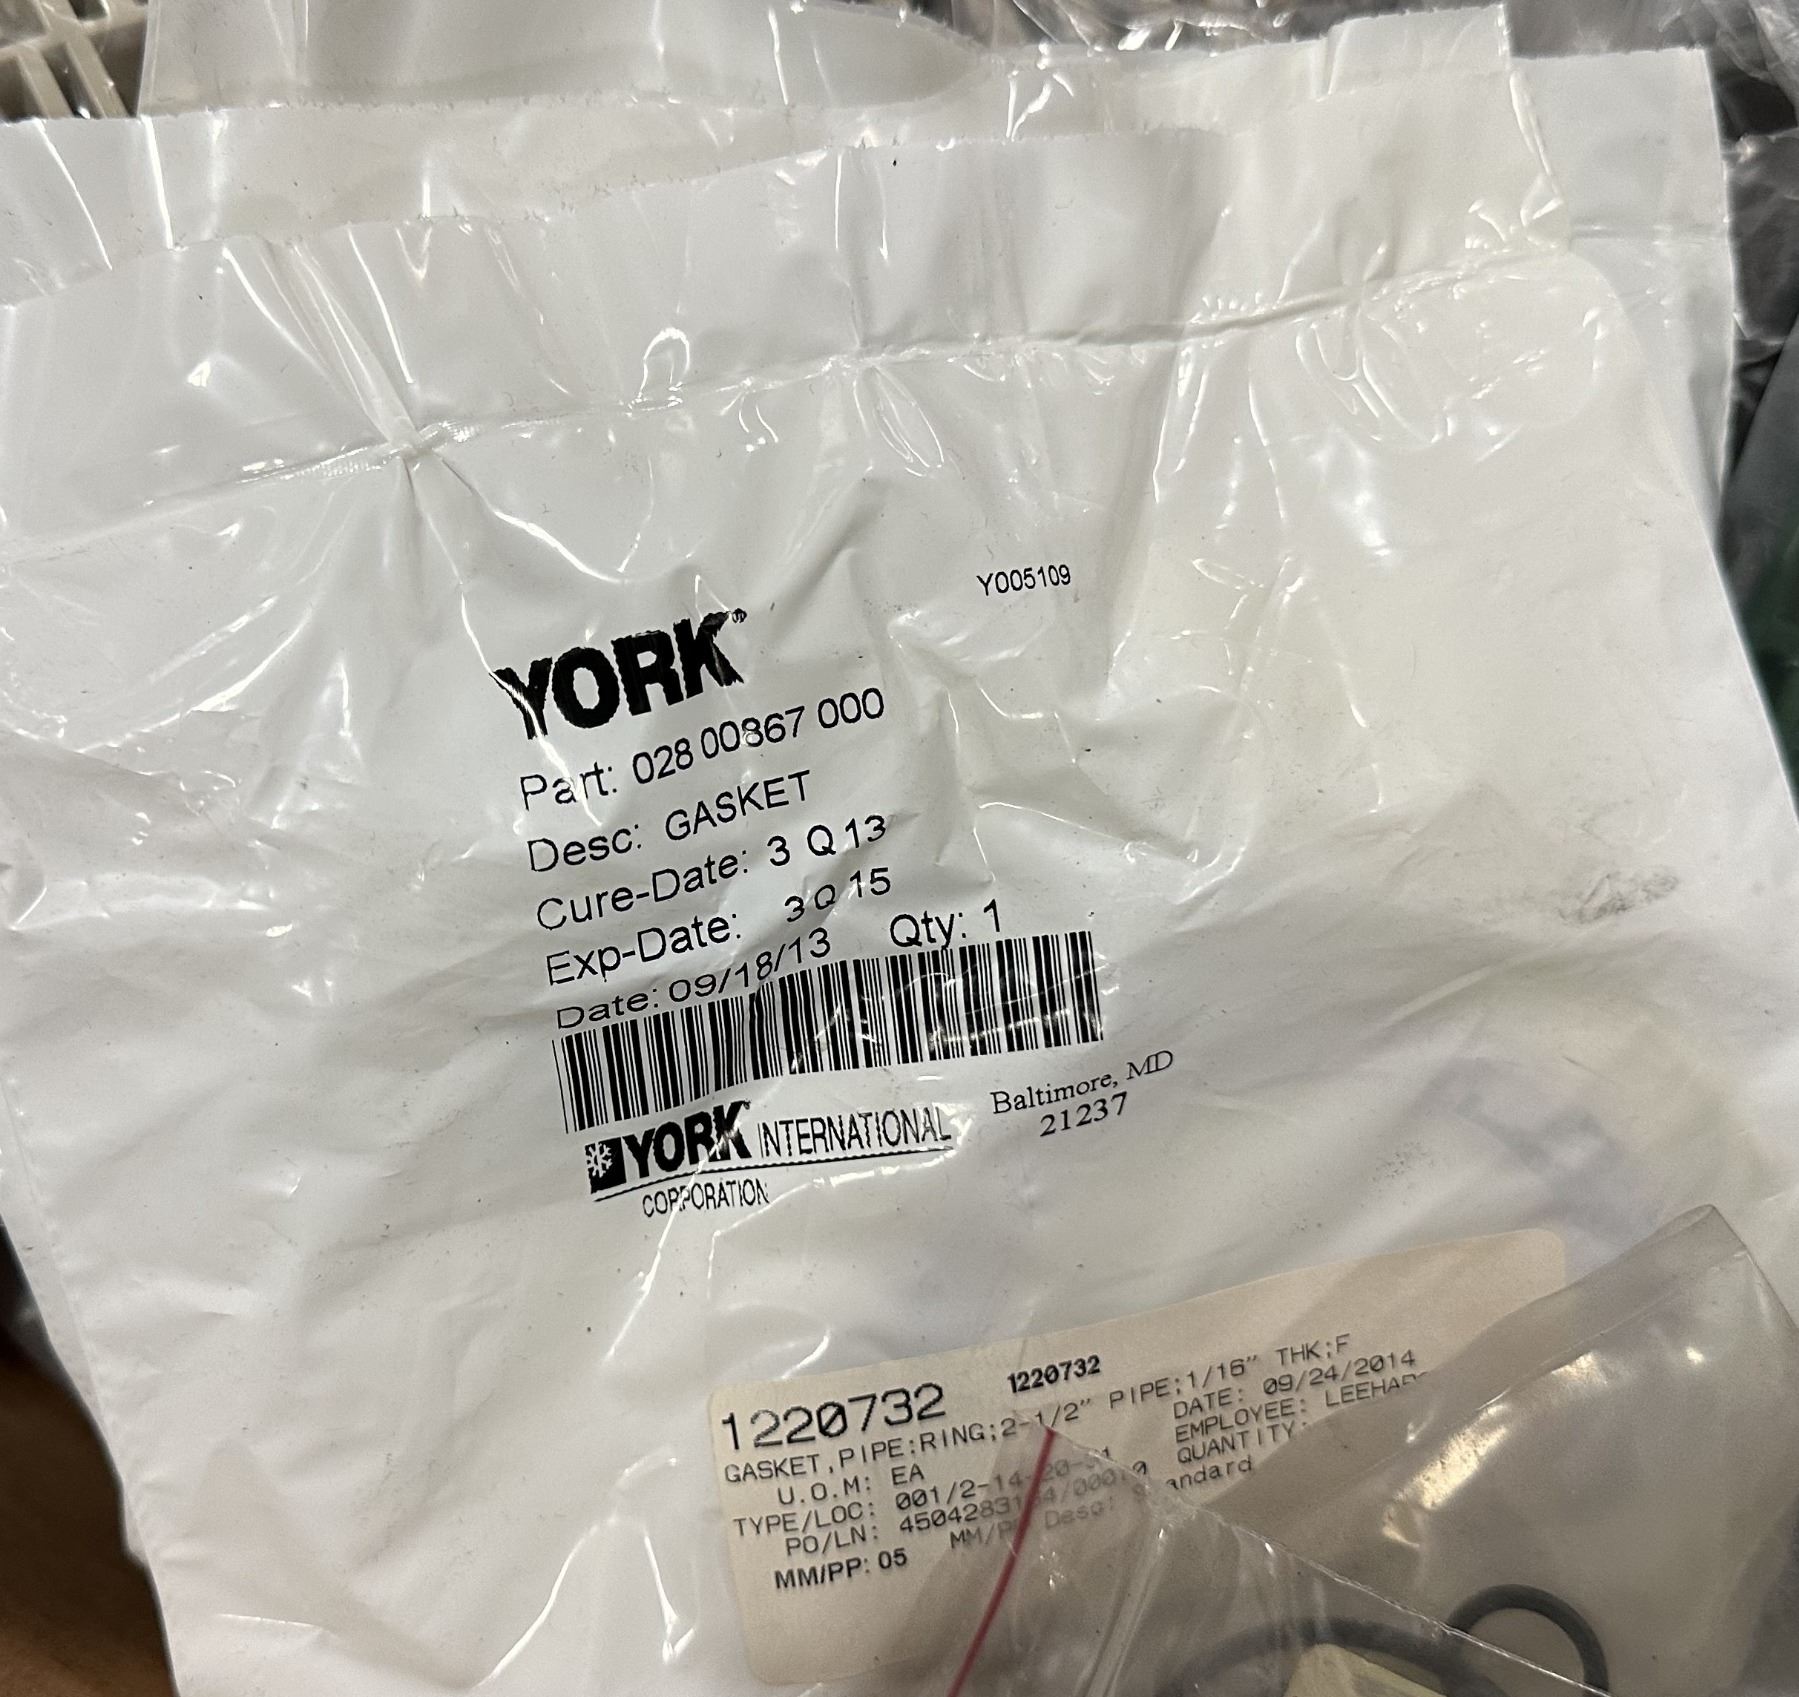 Y005109
YORK®
Part: 028 00867 000
Desc: GASKET
Cure-Date: 3 Q 13
Exp-Date: 3 Q 15
Date: 09/18/13 Qty: 1
YORK INTERNATIONAL
CORPORATION
Baltimore, MD
21237
1220732 1220732
GASKET,PIPE;RING;2-1/2" PIPE;1/16" THK;F
U.O.M: EA DATE: 09/24/2014
TYPE/LOC: EMPLOYEE:
PO/LN: QUANTITY:
MM/PP: 05